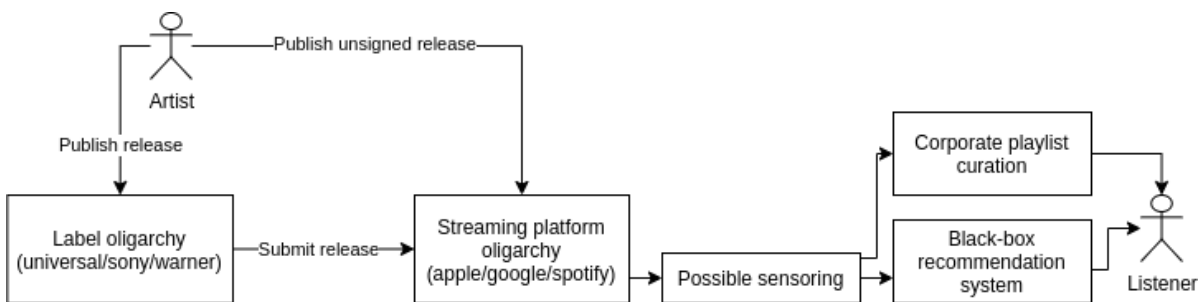 Publish unsigned release
Artist
Publish release
Corporate playlist
curation
Label oligarchy
(universal/sony/warner)
Submit release
Streaming platform
oligarchy
(apple/google/spotify)
Possible sensoring
Black-box
recommendation
system
Listener